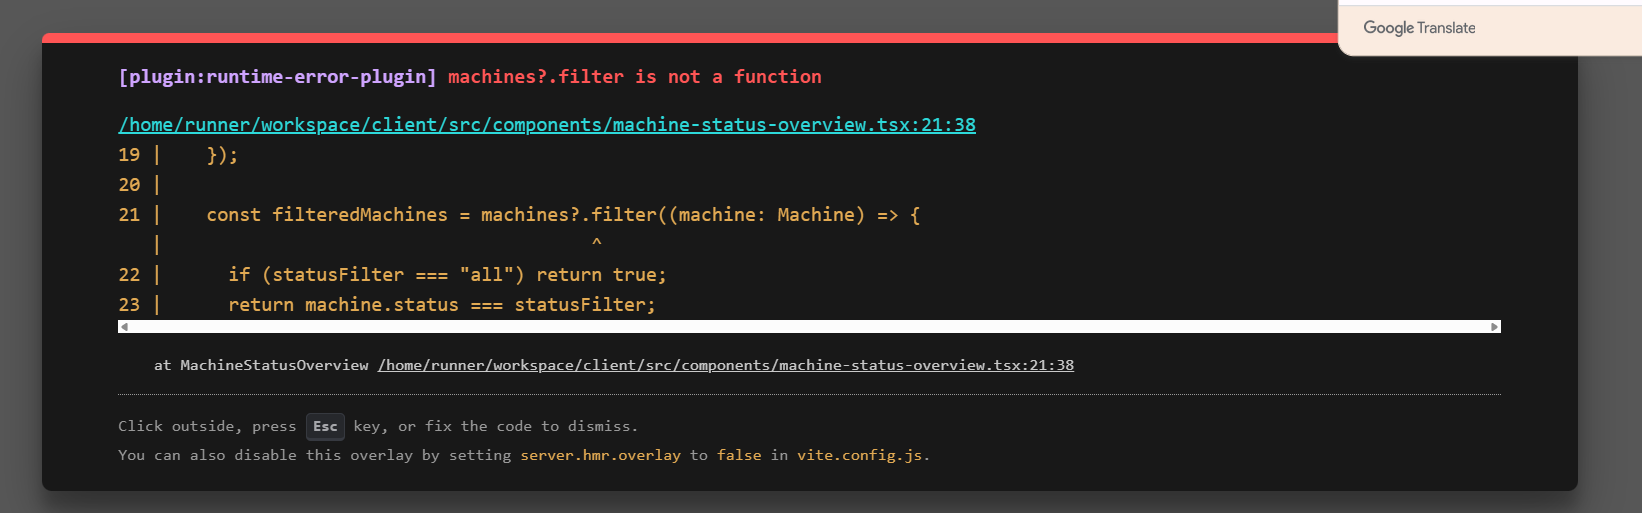 Google Translate
[plugin:runtime-error-plugin] machines?.filter is not a function
/home/runner/workspace/client/src/components/machine-status-overview.tsx:21:38
19 |    });
20 |
21 |    const filteredMachines = machines?.filter((machine: Machine) => {
   |                                       ^
22 |      if (statusFilter === "all") return true;
23 |      return machine.status === statusFilter;
at MachineStatusOverview /home/runner/workspace/client/src/components/machine-status-overview.tsx:21:38
Click outside, press Esc key, or fix the code to dismiss.
You can also disable this overlay by setting server.hmr.overlay to false in vite.config.js.